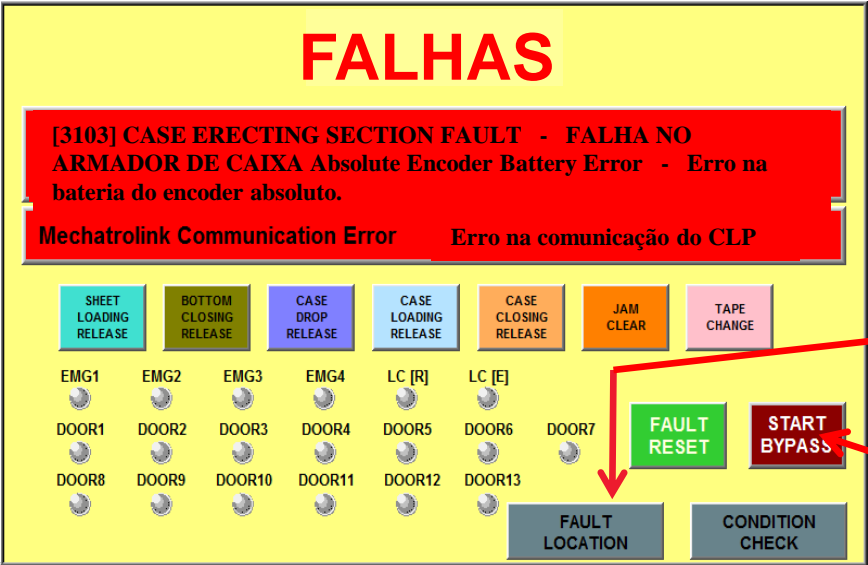 FALHAS
[3103] CASE ERECTING SECTION FAULT - FALHA NO
ARMADOR DE CAIXA Absolute Encoder Battery Error - Erro na
bateria do encoder absoluto.
Mechatrolink Communication Error Erro na comunicação do CLP
SHEET
LOADING
RELEASE
BOTTOM
CLOSING
RELEASE
CASE
DROP
RELEASE
CASE
LOADING
RELEASE
CASE
CLOSING
RELEASE
JAM
CLEAR
TAPE
CHANGE
EMG1 EMG2 EMG3 EMG4 LC [R] LC [E]
DOOR1 DOOR2 DOOR3 DOOR4 DOOR5 DOOR6 DOOR7
DOOR8 DOOR9 DOOR10 DOOR11 DOOR12 DOOR13
FAULT
RESET
START
BYPASS
FAULT
LOCATION
CONDITION
CHECK